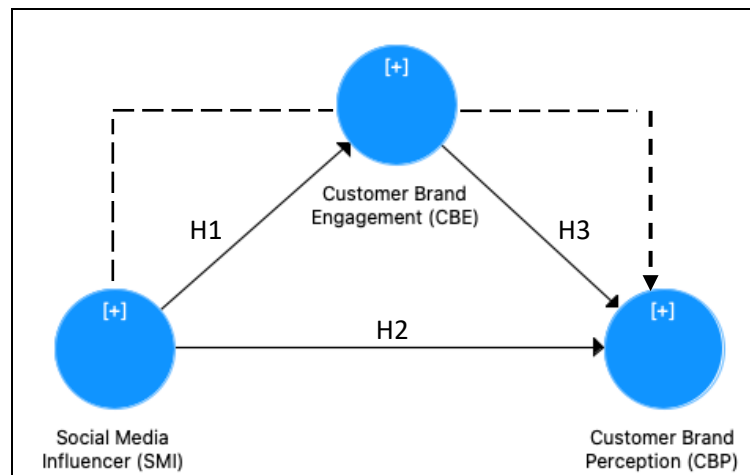 [+]
Customer Brand
Engagement (CBE)
H1
H3
[+]
[+]
H2
Social Media
Influencer (SMI)
Customer Brand
Perception (CBP)